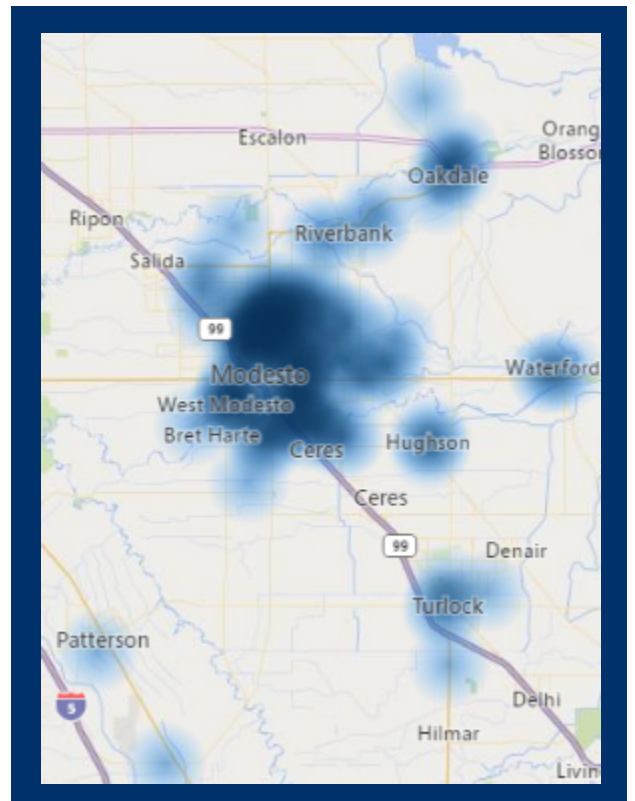 Escalon
Orang
Blosso
Oakdale
Ripon
Riverbank
Salida
99
Modesto
Waterford
West Modesto
Bret Harte
Ceres
Hughson
Ceres
99
Denair
Turlock
Patterson
5
Delhi
Hilmar
Livin